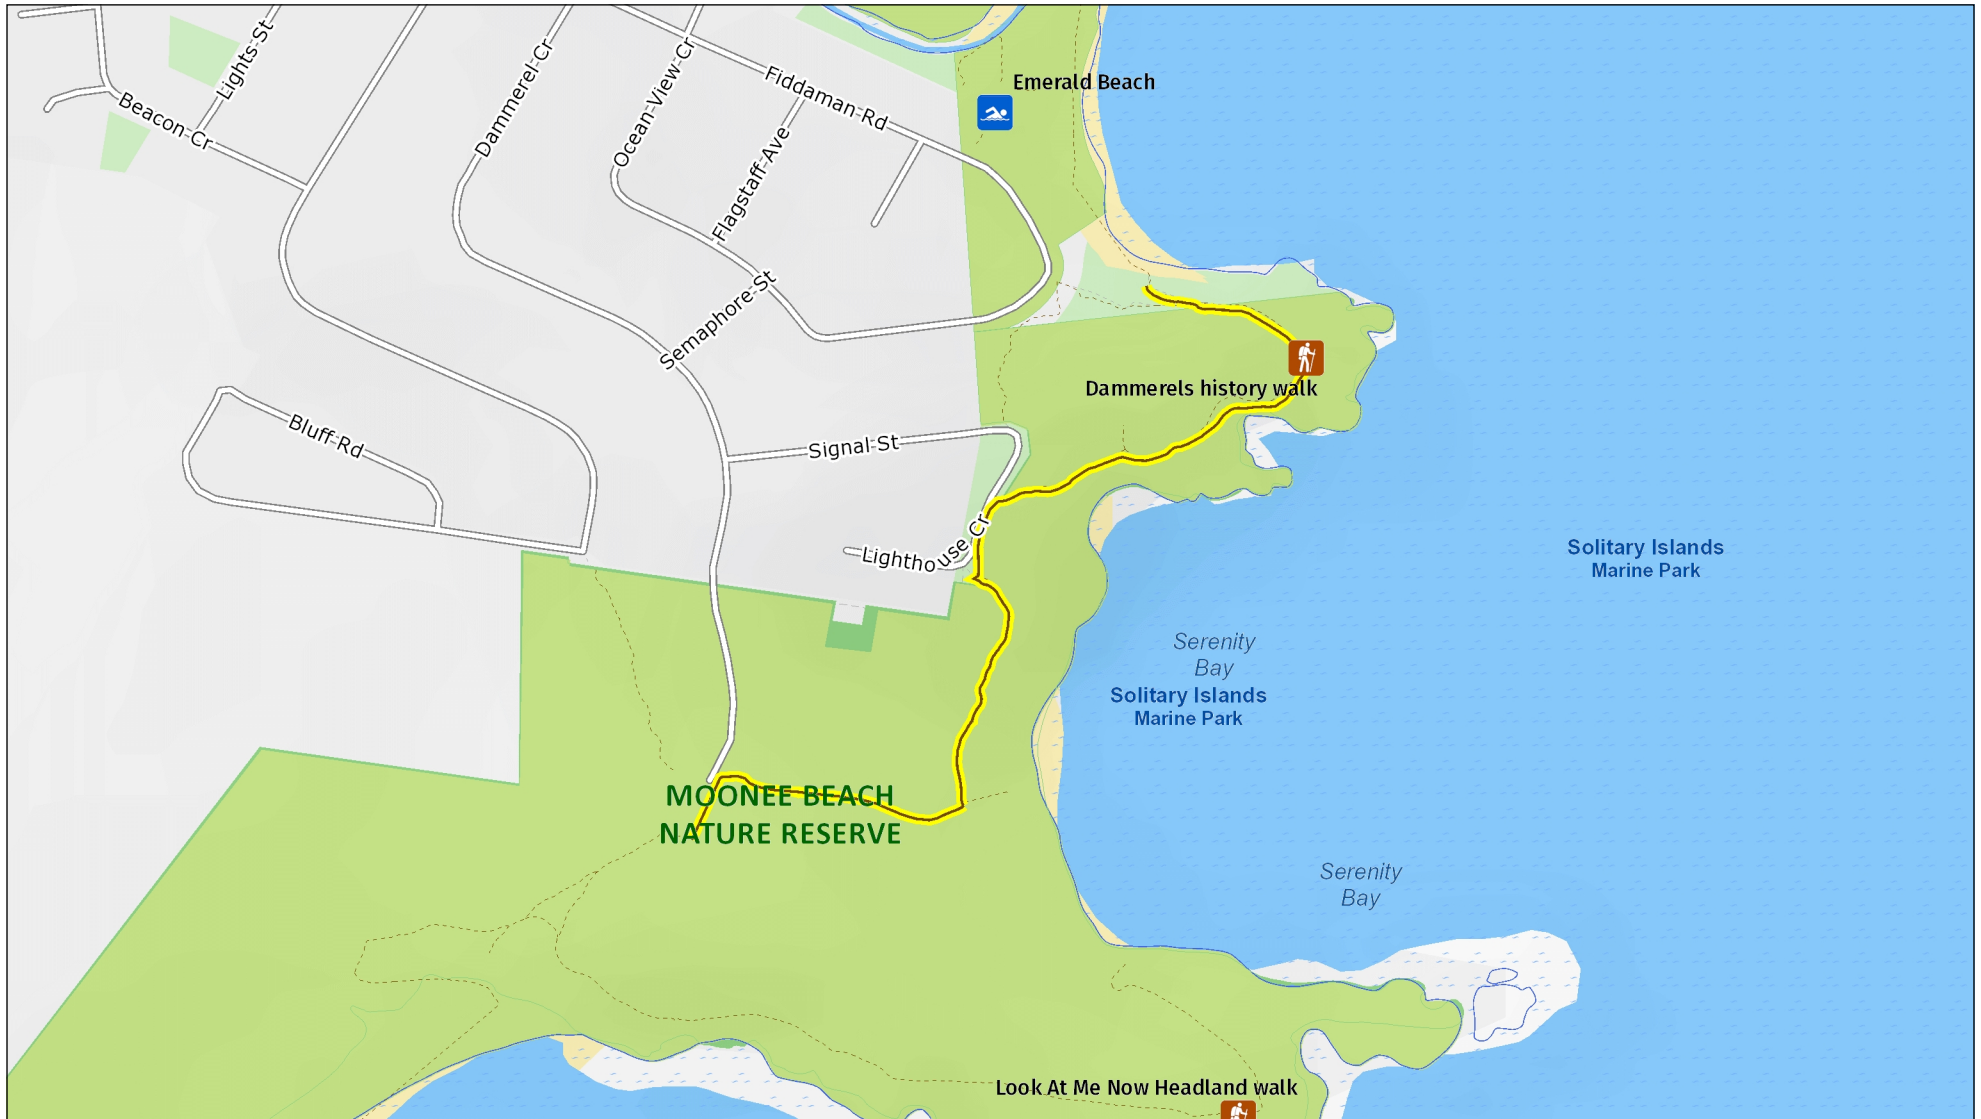 Lights St
Beacon Cr
Dammerel Cr
Ocean View Cr
Fiddaman Rd
Flagstaff Ave
Emerald Beach
Semaphore St
Dammerels history walk
Bluff Rd
Signal St
Lighthouse Cr
Solitary Islands
Marine Park
Serenity
Bay
Solitary Islands
Marine Park
MOONEE BEACH
NATURE RESERVE
Serenity
Bay
Look At Me Now Headland walk